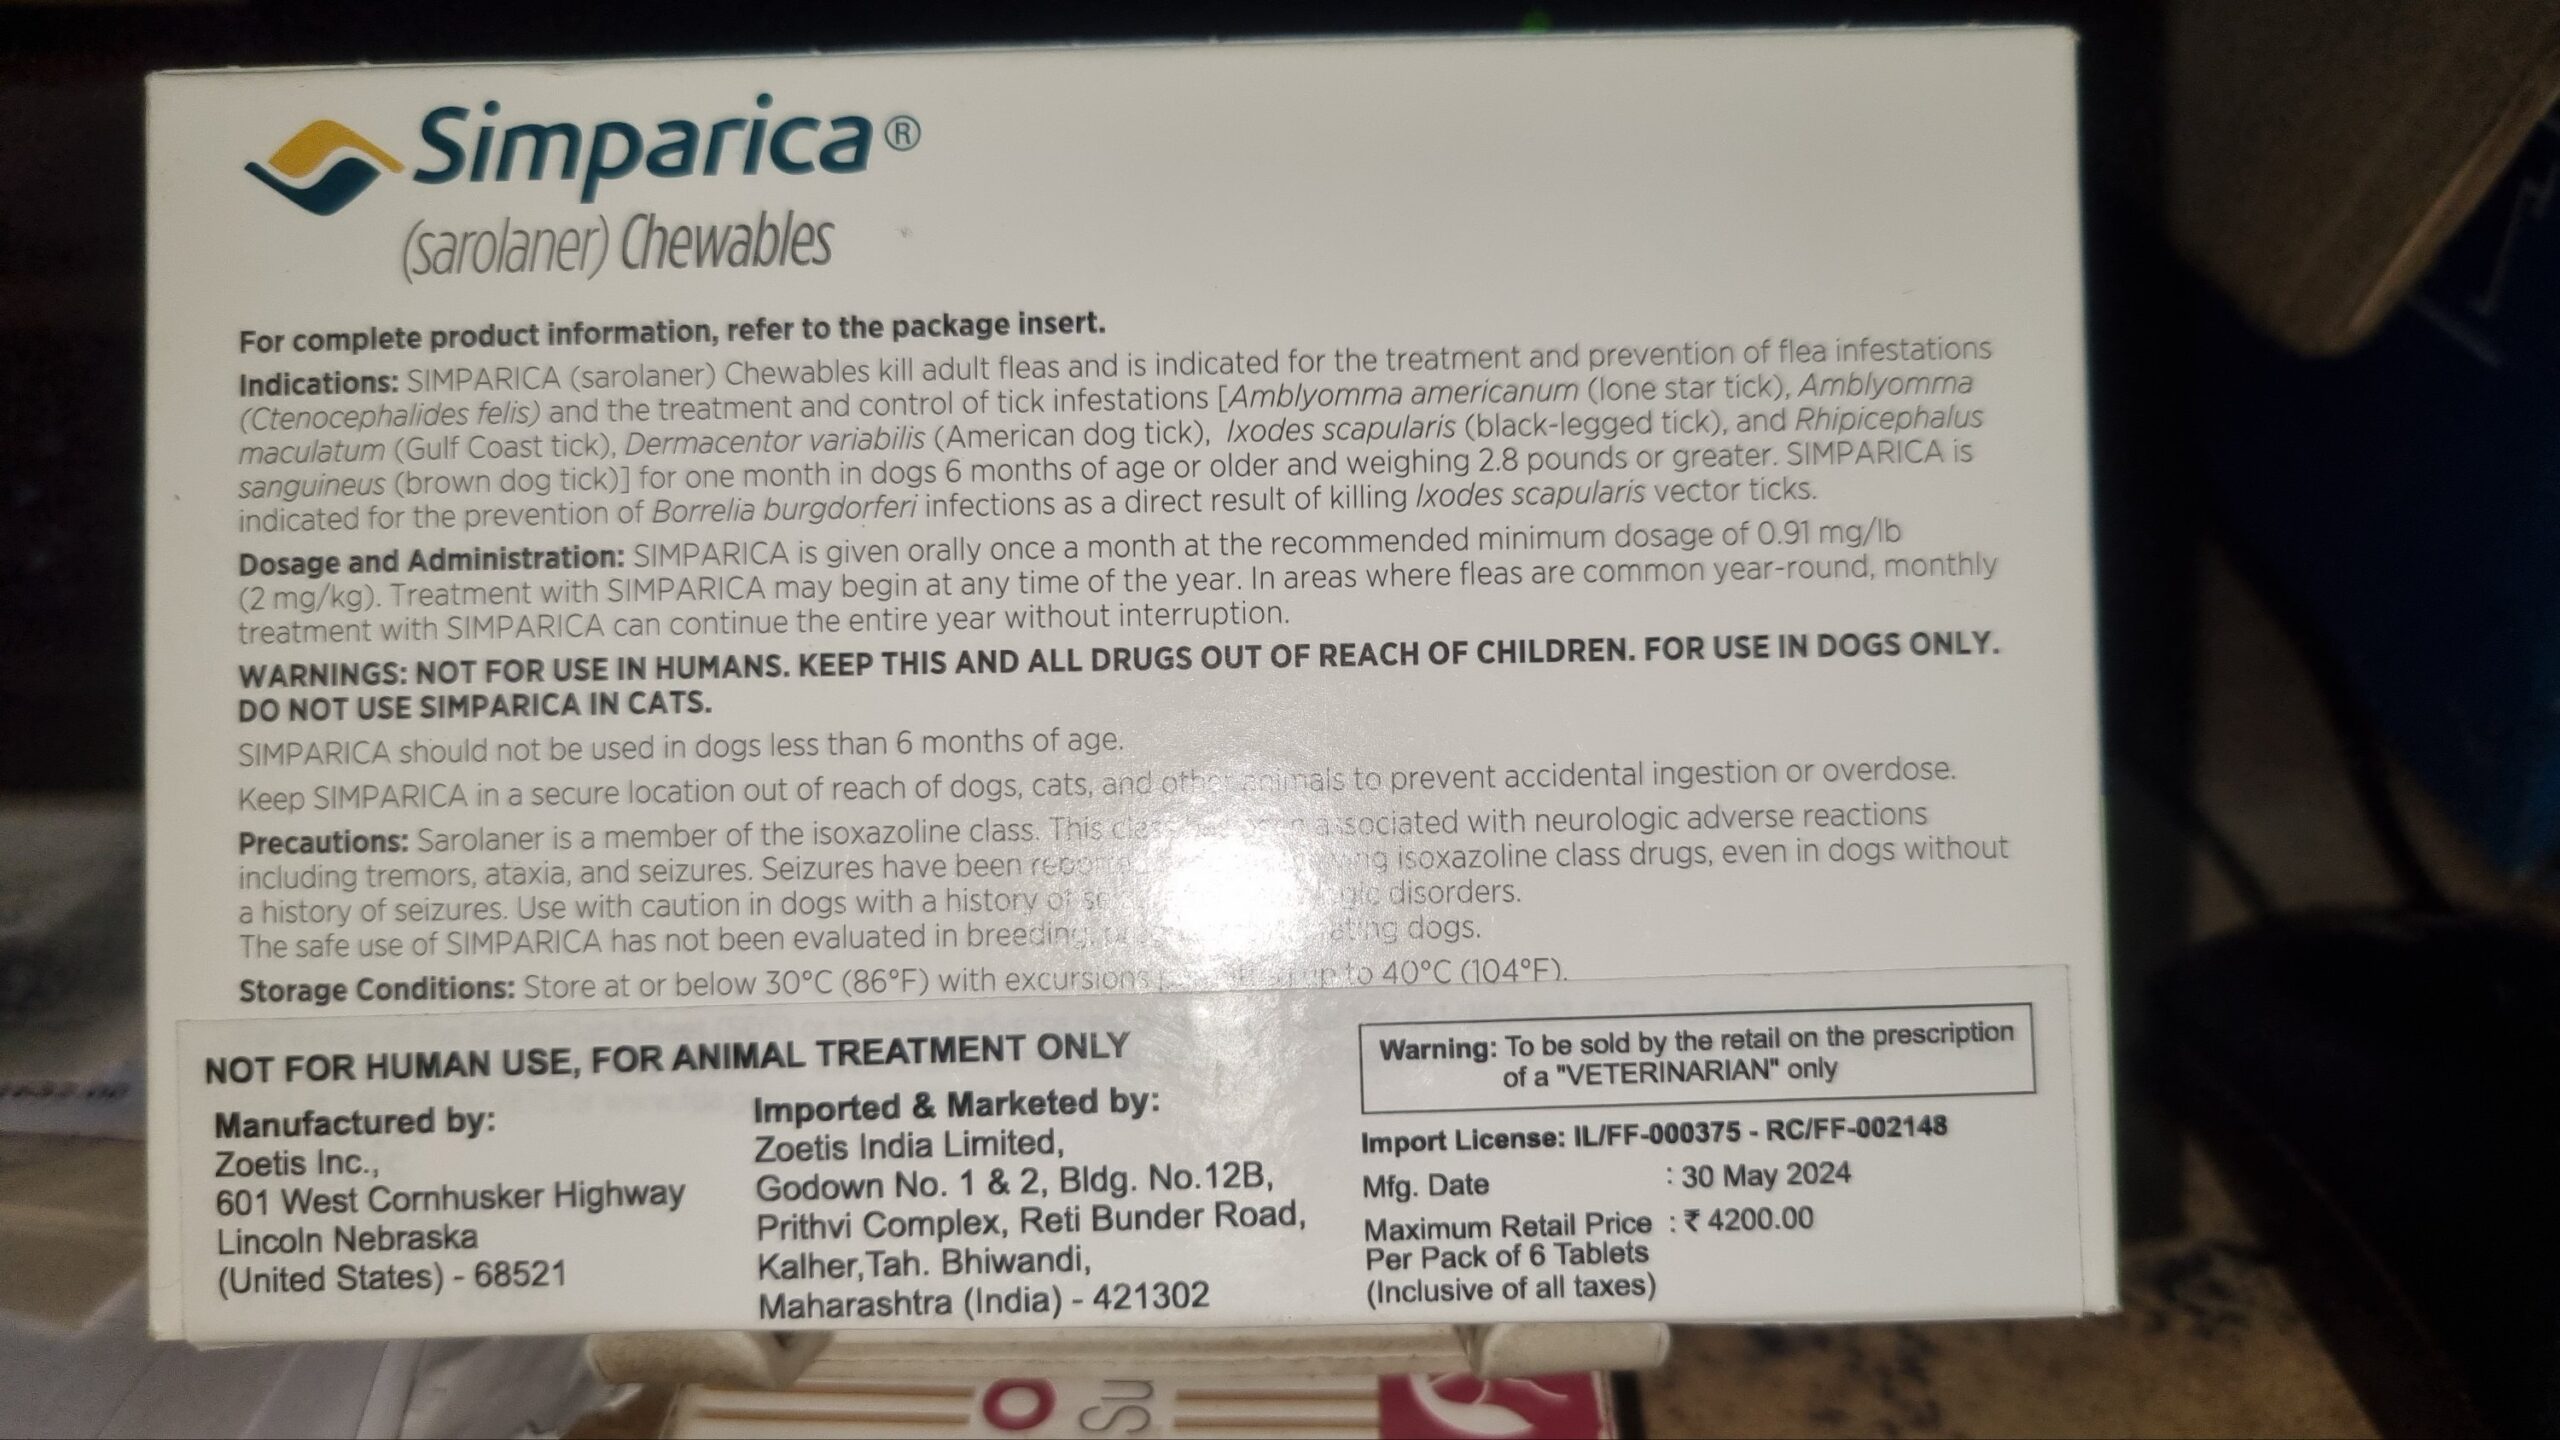 Simparica®
(sarolaner) Chewables
For complete product information, refer to the package insert.
Indications: SIMPARICA (sarolaner) Chewables kill adult fleas and is indicated for the treatment and prevention of flea infestations
(Ctenocephalides felis) and the treatment and control of tick infestations [Amblyomma americanum (lone star tick), Amblyomma
maculatum (Gulf Coast tick), Dermacentor variabilis (American dog tick), Ixodes scapularis (black-legged tick), and Rhipicephalus
sanguineus (brown dog tick)] for one month in dogs 6 months of age or older and weighing 2.8 pounds or greater. SIMPARICA is
indicated for the prevention of Borrelia burgdorferi infections as a direct result of killing Ixodes scapularis vector ticks.
Dosage and Administration: SIMPARICA is given orally once a month at the recommended minimum dosage of 0.91 mg/lb
(2 mg/kg). Treatment with SIMPARICA may begin at any time of the year. In areas where fleas are common year-round, monthly
treatment with SIMPARICA can continue the entire year without interruption.
WARNINGS: NOT FOR USE IN HUMANS. KEEP THIS AND ALL DRUGS OUT OF REACH OF CHILDREN. FOR USE IN DOGS ONLY.
DO NOT USE SIMPARICA IN CATS.
SIMPARICA should not be used in dogs less than 6 months of age.
Keep SIMPARICA in a secure location out of reach of dogs, cats, and other animals to prevent accidental ingestion or overdose.
Precautions: Sarolaner is a member of the isoxazoline class. This class has been associated with neurologic adverse reactions
including tremors, ataxia, and seizures. Seizures have been reported isoxazoline class drugs, even in dogs without
a history of seizures. Use with caution in dogs with a history of disorders.
The safe use of SIMPARICA has not been evaluated in breeding, dogs.
Storage Conditions: Store at or below 30°C (86°F) with excursions up to 40°C (104°F).
NOT FOR HUMAN USE, FOR ANIMAL TREATMENT ONLY
Manufactured by:
Zoetis Inc.,
601 West Cornhusker Highway
Lincoln Nebraska
(United States) - 68521
Imported & Marketed by:
Zoetis India Limited,
Godown No. 1 & 2, Bldg. No.12B,
Prithvi Complex, Reti Bunder Road,
Kalher,Tah. Bhiwandi,
Maharashtra (India) - 421302
Warning: To be sold by the retail on the prescription
of a "VETERINARIAN" only
Import License: IL/FF-000375 - RC/FF-002148
Mfg. Date : 30 May 2024
Maximum Retail Price : ₹ 4200.00
Per Pack of 6 Tablets
(Inclusive of all taxes)